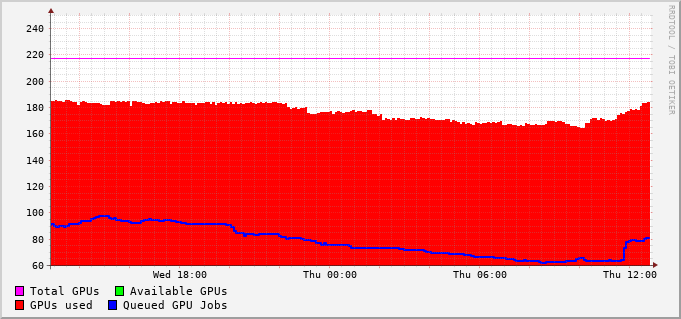 240
220
200
180
160
140
120
100
80
60
Wed 18:00 Thu 00:00 Thu 06:00 Thu 12:00
Total GPUs Available GPUs
GPUs used Queued GPU Jobs
RRDTOOL / TOBI OETIKER